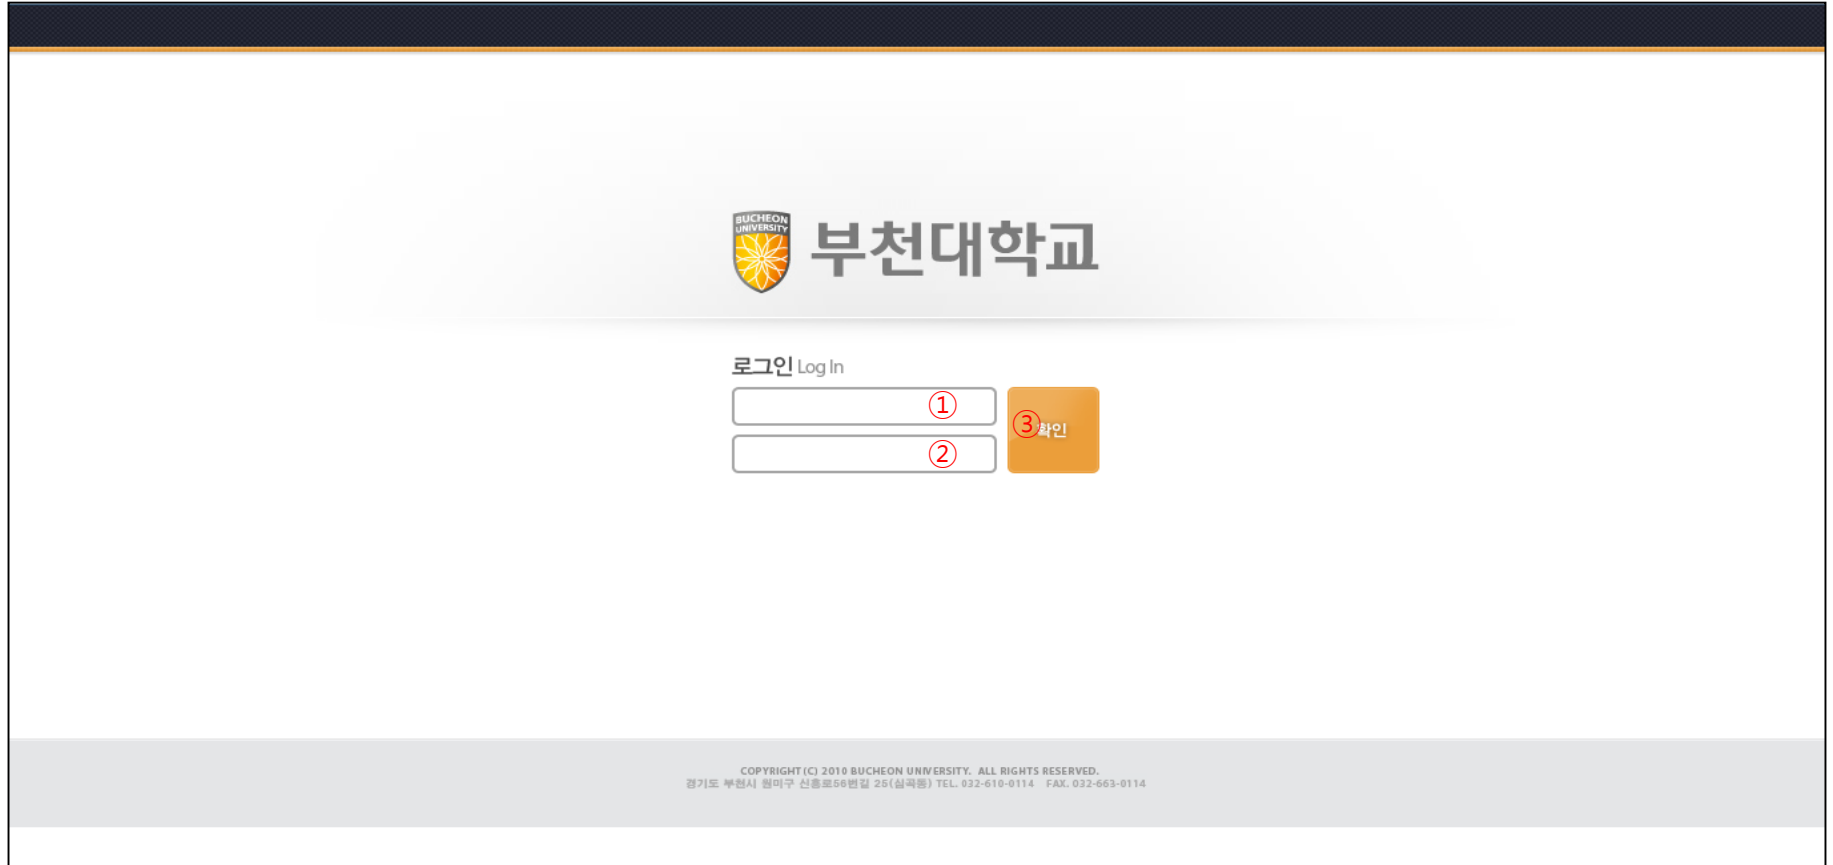 BUCHEON
UNIVERSITY
부천대학교
로그인 Log In
①
②
③ 확인
COPYRIGHT (C) 2010 BUCHEON UNIVERSITY. ALL RIGHTS RESERVED.
경기도 부천시 원미구 신흥로56번길 25(심곡동) TEL. 032-610-0114 FAX. 032-663-0114